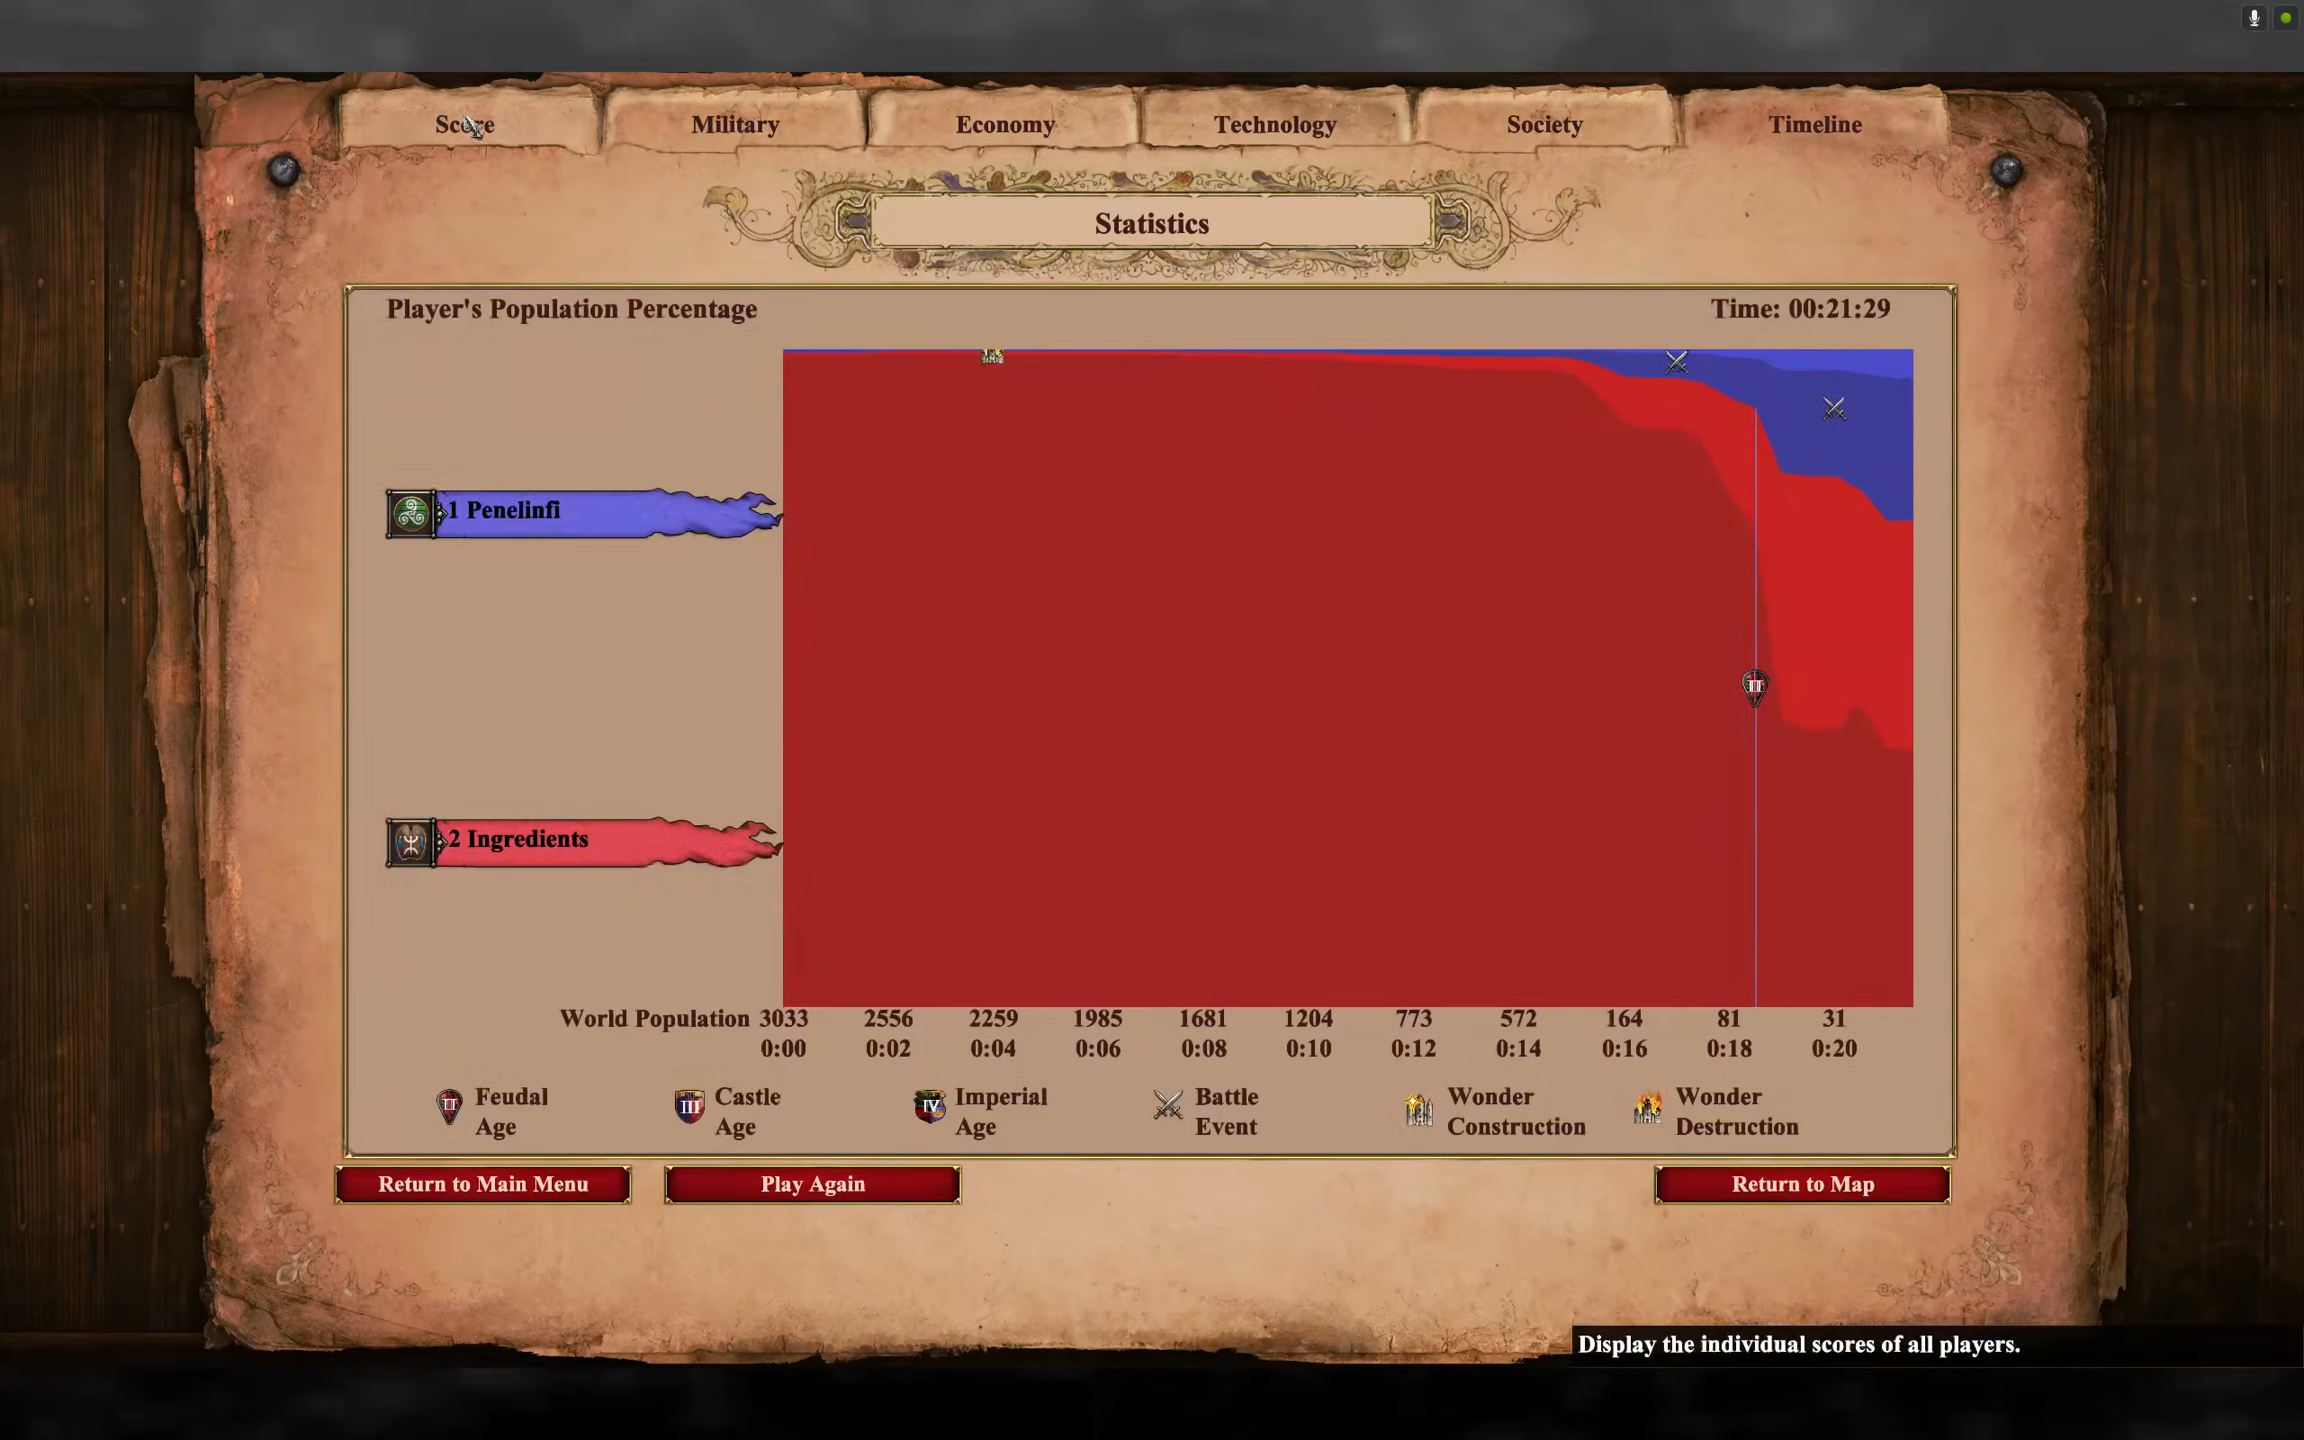 Score Military Economy Technology Society Timeline
Statistics
Player's Population Percentage Time: 00:21:29
1 Penelinfi
2 Ingredients
World Population 3033 2556 2259 1985 1681 1204 773 572 164 81 31
0:00 0:02 0:04 0:06 0:08 0:10 0:12 0:14 0:16 0:18 0:20
II Feudal Age
III Castle Age
IV Imperial Age
Battle Event
Wonder Construction
Wonder Destruction
Return to Main Menu Play Again Return to Map
Display the individual scores of all players.